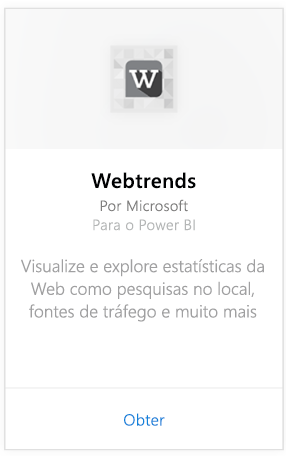 W
Webtrends
Por Microsoft
Para o Power BI
Visualize e explore estatísticas da
Web como pesquisas no local,
fontes de tráfego e muito mais
Obter